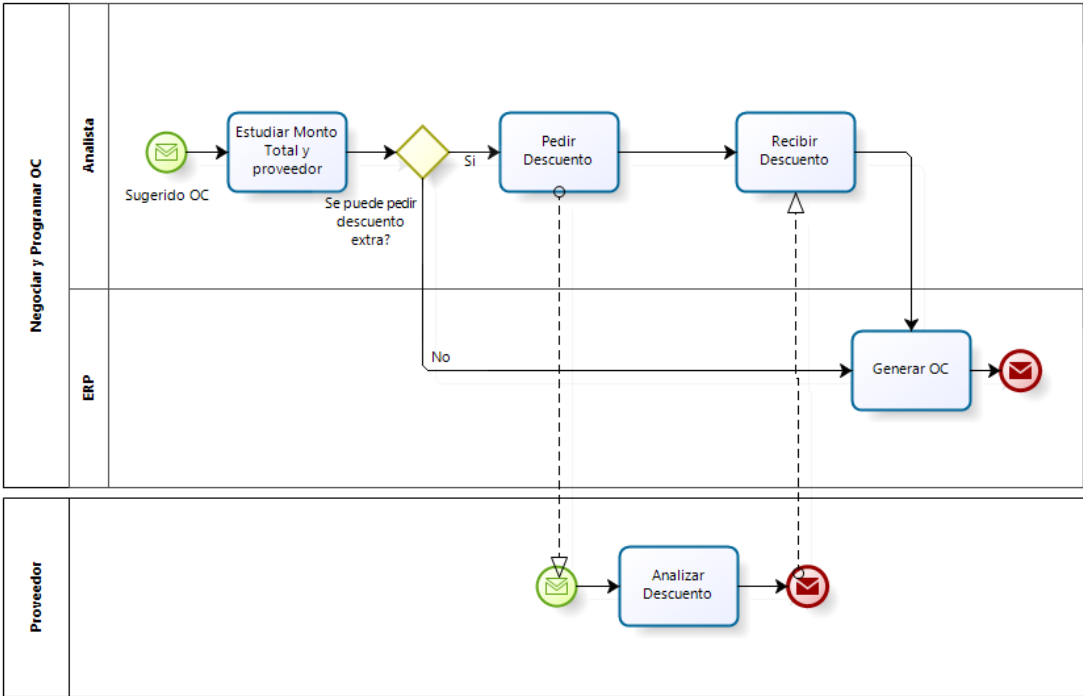 Negociar y Programar OC
Analista
Sugerido OC
Estudiar Monto
Total y
proveedor
Se puede pedir
descuento
extra?
Si
Pedir
Descuento
Recibir
Descuento
ERP
No
Generar OC
Proveedor
Analizar
Descuento